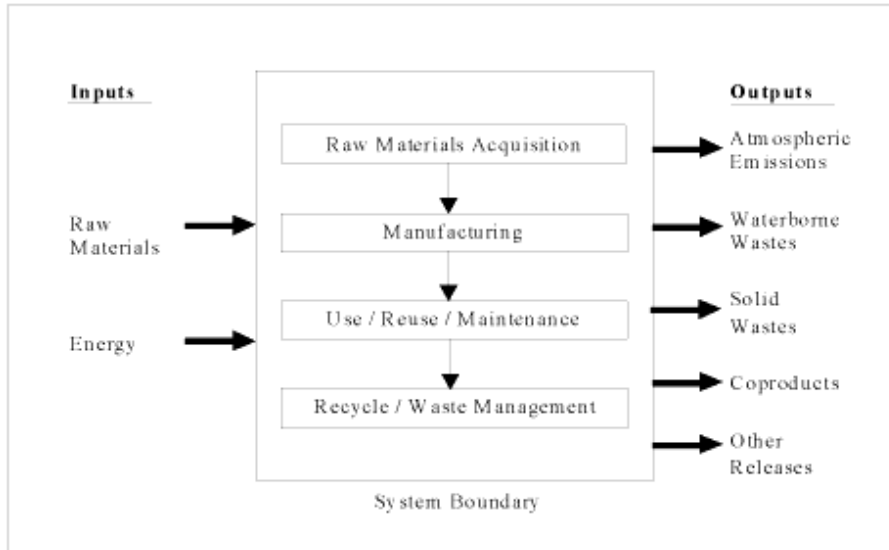 Inputs
Raw
Materials
Energy
Raw Materials Acquisition
Manufacturing
Use / Reuse / Maintenance
Recycle / Waste Management
System Boundary
Outputs
Atmospheric
Emissions
Waterborne
Wastes
Solid
Wastes
Coproducts
Other
Releases